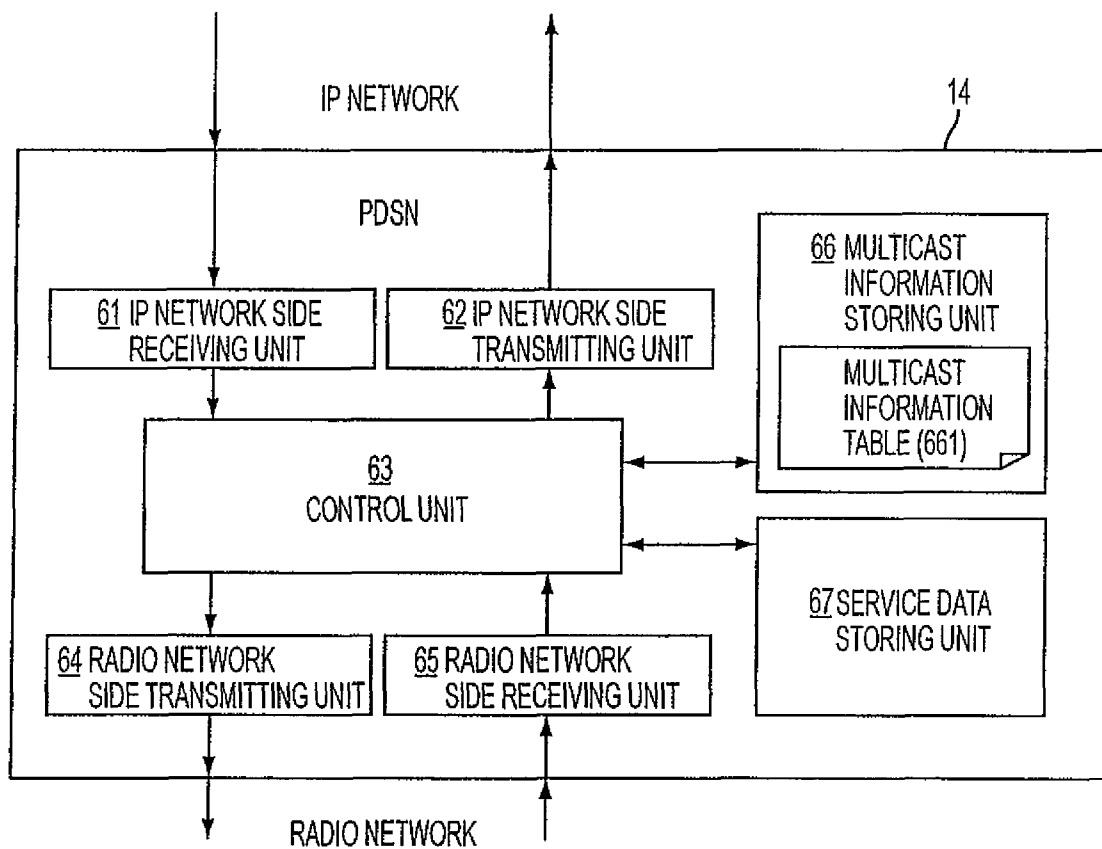 IP NETWORK
14
PDSN
61 IP NETWORK SIDE
RECEIVING UNIT
62 IP NETWORK SIDE
TRANSMITTING UNIT
66 MULTICAST
INFORMATION
STORING UNIT
MULTICAST
INFORMATION
TABLE (661)
63
CONTROL UNIT
67 SERVICE DATA
STORING UNIT
64 RADIO NETWORK
SIDE TRANSMITTING UNIT
65 RADIO NETWORK
SIDE RECEIVING UNIT
RADIO NETWORK